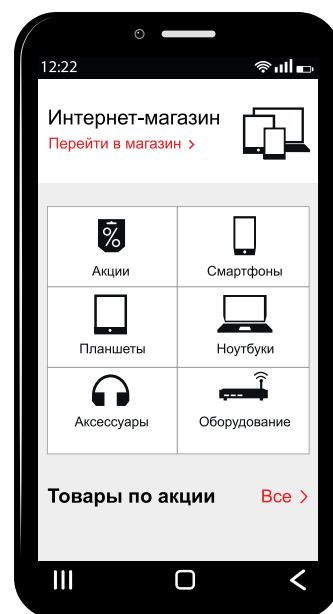 12:22
Интернет-магазин
Перейти в магазин >
%
Акции
Смартфоны
Планшеты
Ноутбуки
Аксессуары
Оборудование
Товары по акции
Все >